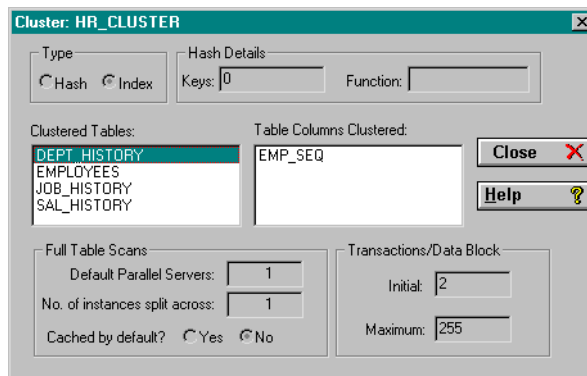 Cluster: HR_CLUSTER
Type
Hash Index
Hash Details
Keys: 0 Function:
Clustered Tables:
DEPT_HISTORY
EMPLOYEES
JOB_HISTORY
SAL_HISTORY
Table Columns Clustered:
EMP_SEQ
Close
Help
Full Table Scans
Default Parallel Servers: 1
No. of instances split across: 1
Cached by default? Yes No
Transactions/Data Block
Initial: 2
Maximum: 255